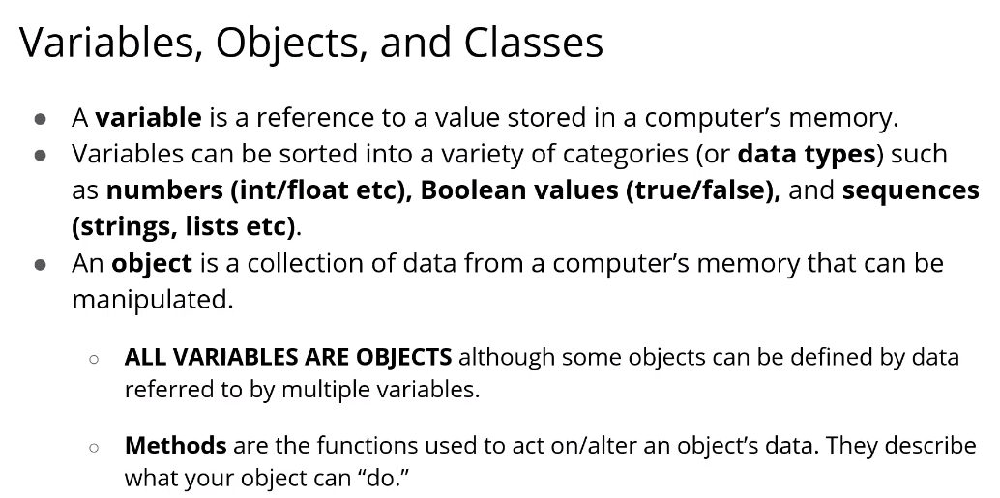 Variables, Objects, and Classes
● A variable is a reference to a value stored in a computer’s memory.
● Variables can be sorted into a variety of categories (or data types) such
as numbers (int/float etc), Boolean values (true/false), and sequences
(strings, lists etc).
● An object is a collection of data from a computer’s memory that can be
manipulated.
○ ALL VARIABLES ARE OBJECTS although some objects can be defined by data
referred to by multiple variables.
○ Methods are the functions used to act on/alter an object’s data. They describe
what your object can “do.”